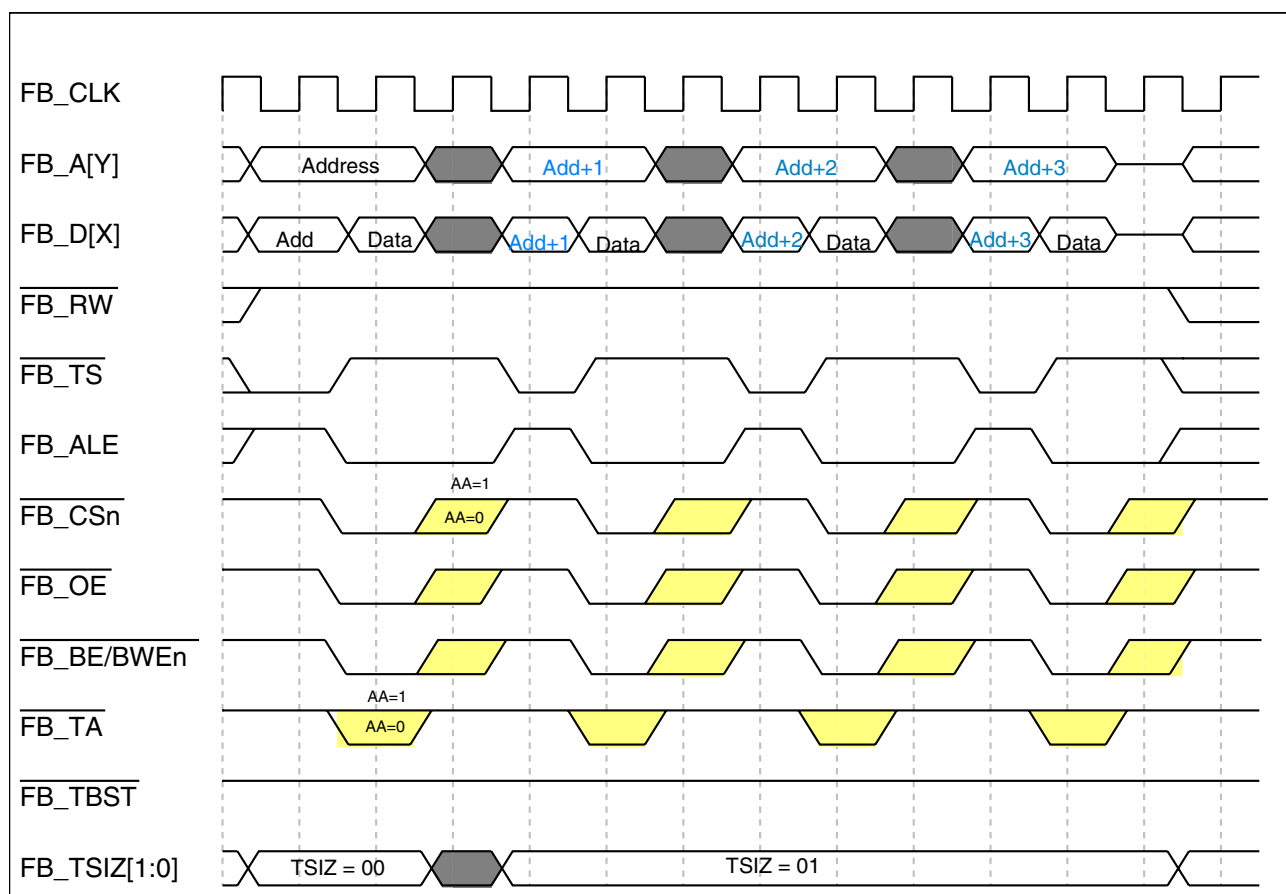 FB_CLK
FB_A[Y] Address Add+1 Add+2 Add+3
FB_D[X] Add Data Add+1 Data Add+2 Data Add+3 Data
FB_RW
FB_TS
FB_ALE
AA=1
FB_CSn AA=0
FB_OE
FB_BE/BWEn
AA=1
FB_TA AA=0
FB_TBST
FB_TSIZ[1:0] TSIZ = 00 TSIZ = 01